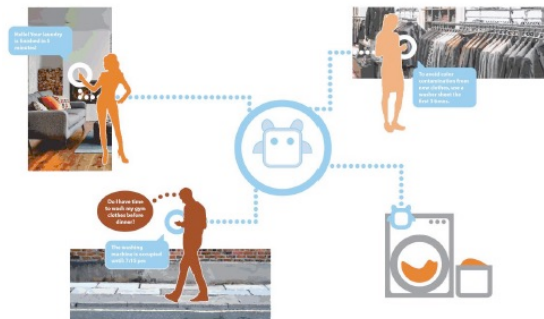 Hello! Your laundry
is finished in 5
minutes!
To avoid color
contamination from
new clothes, use a
washer sheet the
first 3 times.
Do I have time
to wash my gym
clothes before
dinner?
The washing
machine is occupied
until 7:10 pm